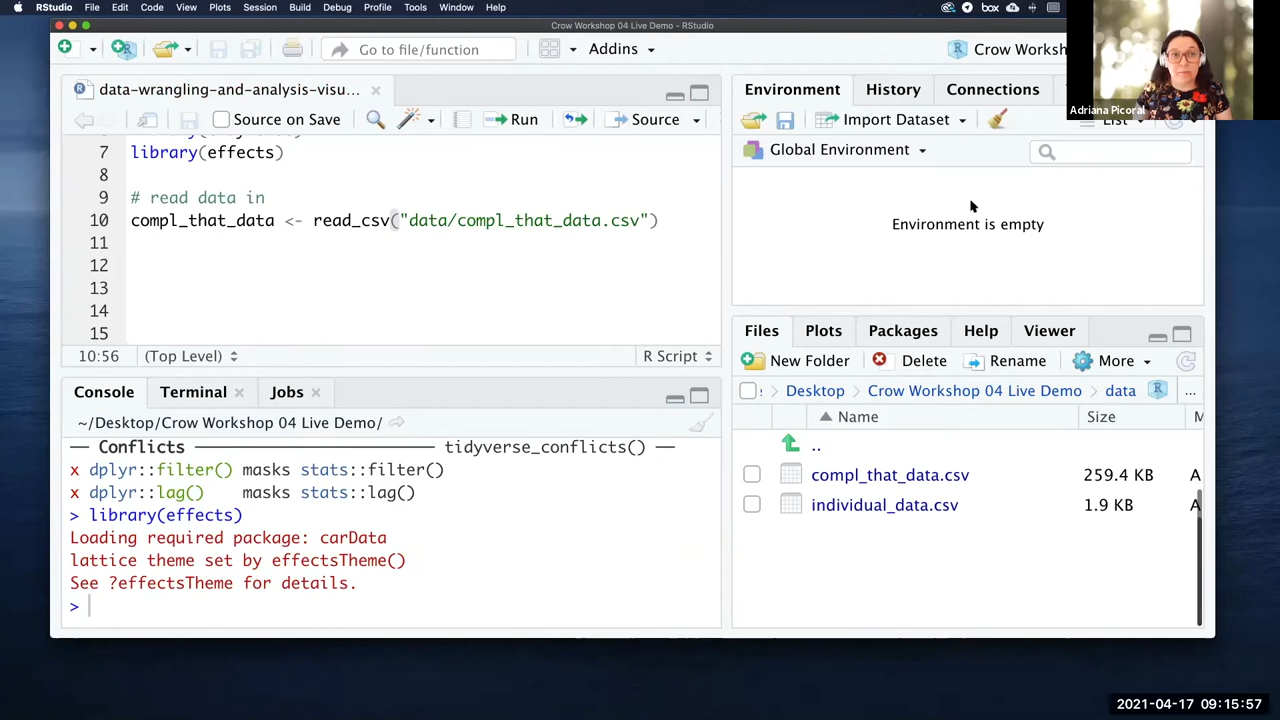 RStudio File Edit Code View Plots Session Build Debug Profile Tools Window Help box
Crow Workshop 04 Live Demo - RStudio
Go to file/function Addins Crow Worksh
Adriana Picoral
data-wrangling-and-analysis-visu...
Source on Save Run Source
7 library(effects)
8
9 # read data in
10 compl_that_data <- read_csv("data/compl_that_data.csv")
11
12
13
14
15
10:56 (Top Level) R Script
Console Terminal Jobs
~/Desktop/Crow Workshop 04 Live Demo/
— Conflicts ———————————————— tidyverse_conflicts() —
x dplyr::filter() masks stats::filter()
x dplyr::lag() masks stats::lag()
> library(effects)
Loading required package: carData
lattice theme set by effectsTheme()
See ?effectsTheme for details.
>
Environment History Connections
Import Dataset List
Global Environment
Environment is empty
Files Plots Packages Help Viewer
New Folder Delete Rename More
Desktop Crow Workshop 04 Live Demo data ...
Name Size M
..
compl_that_data.csv 259.4 KB A
individual_data.csv 1.9 KB A
2021-04-17 09:15:57